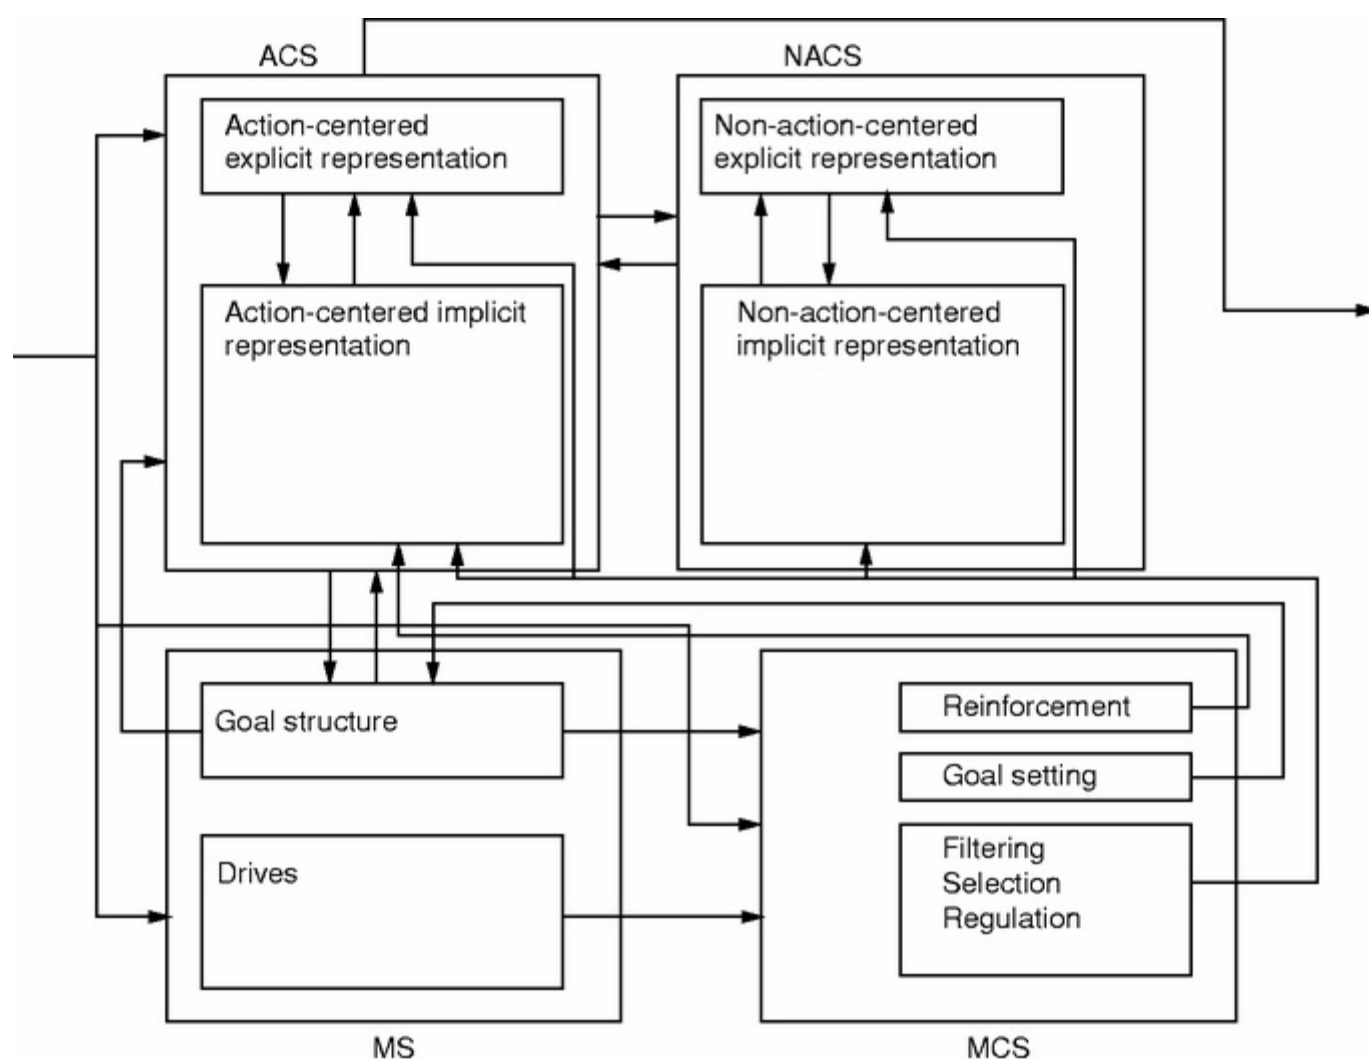 ACS
NACS
Action-centered
explicit representation
Non-action-centered
explicit representation
Action-centered implicit
representation
Non-action-centered
implicit representation
Goal structure
Drives
Reinforcement
Goal setting
Filtering
Selection
Regulation
MS
MCS